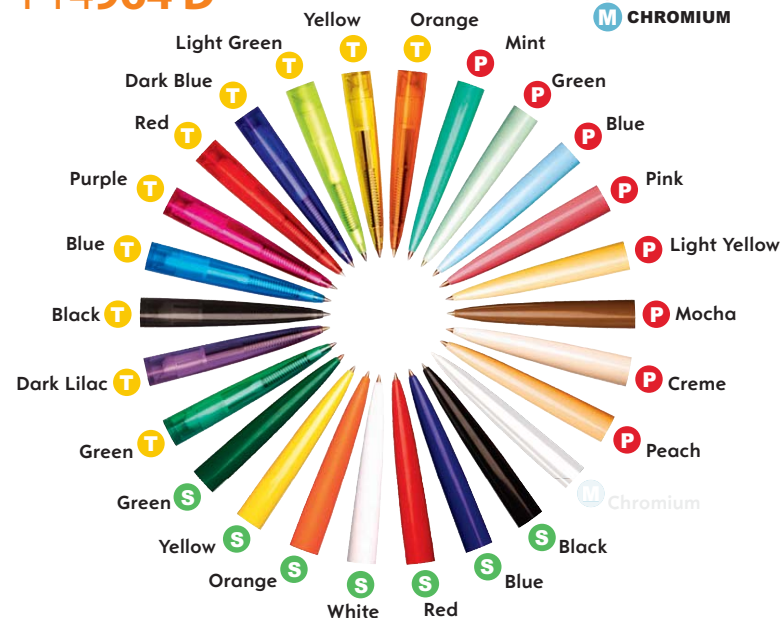 M CHROMIUM
Yellow
T
Orange
T
Mint
P
Green
P
Blue
P
Pink
P
Light Yellow
P
Mocha
P
Creme
P
Peach
P
M Chromium
Black
S
Blue
S
Red
S
White
S
Orange
S
Yellow
S
Green
S
Green
T
Dark Lilac
T
Black
T
Blue
T
Purple
T
Red
T
Dark Blue
T
Light Green
T